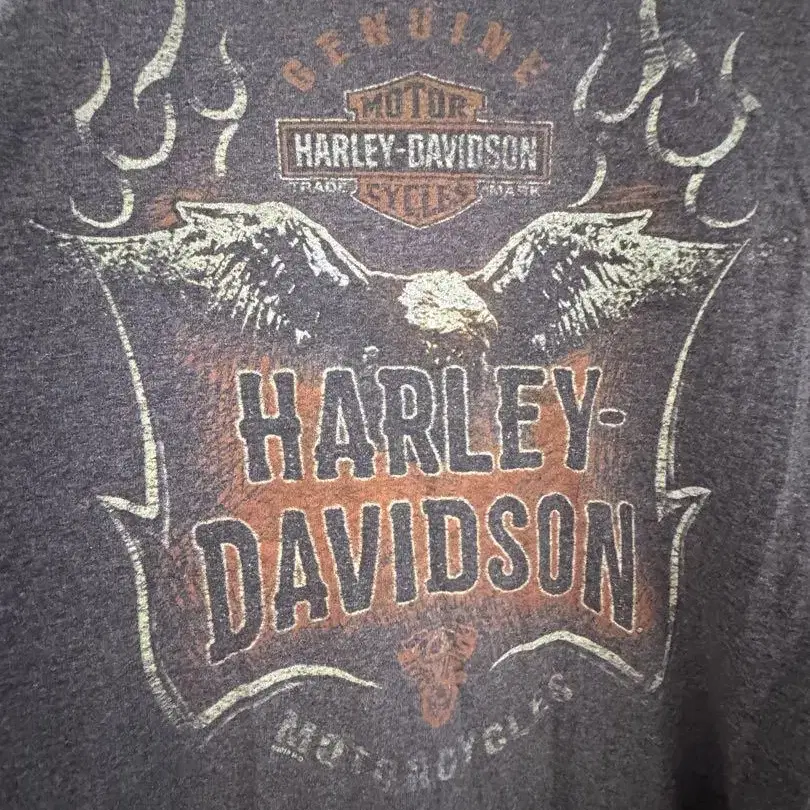 GENUINE
MOTOR
HARLEY-DAVIDSON
TRADE MARK
CYCLES
HARLEY-
DAVIDSON
MOTORCYCLES